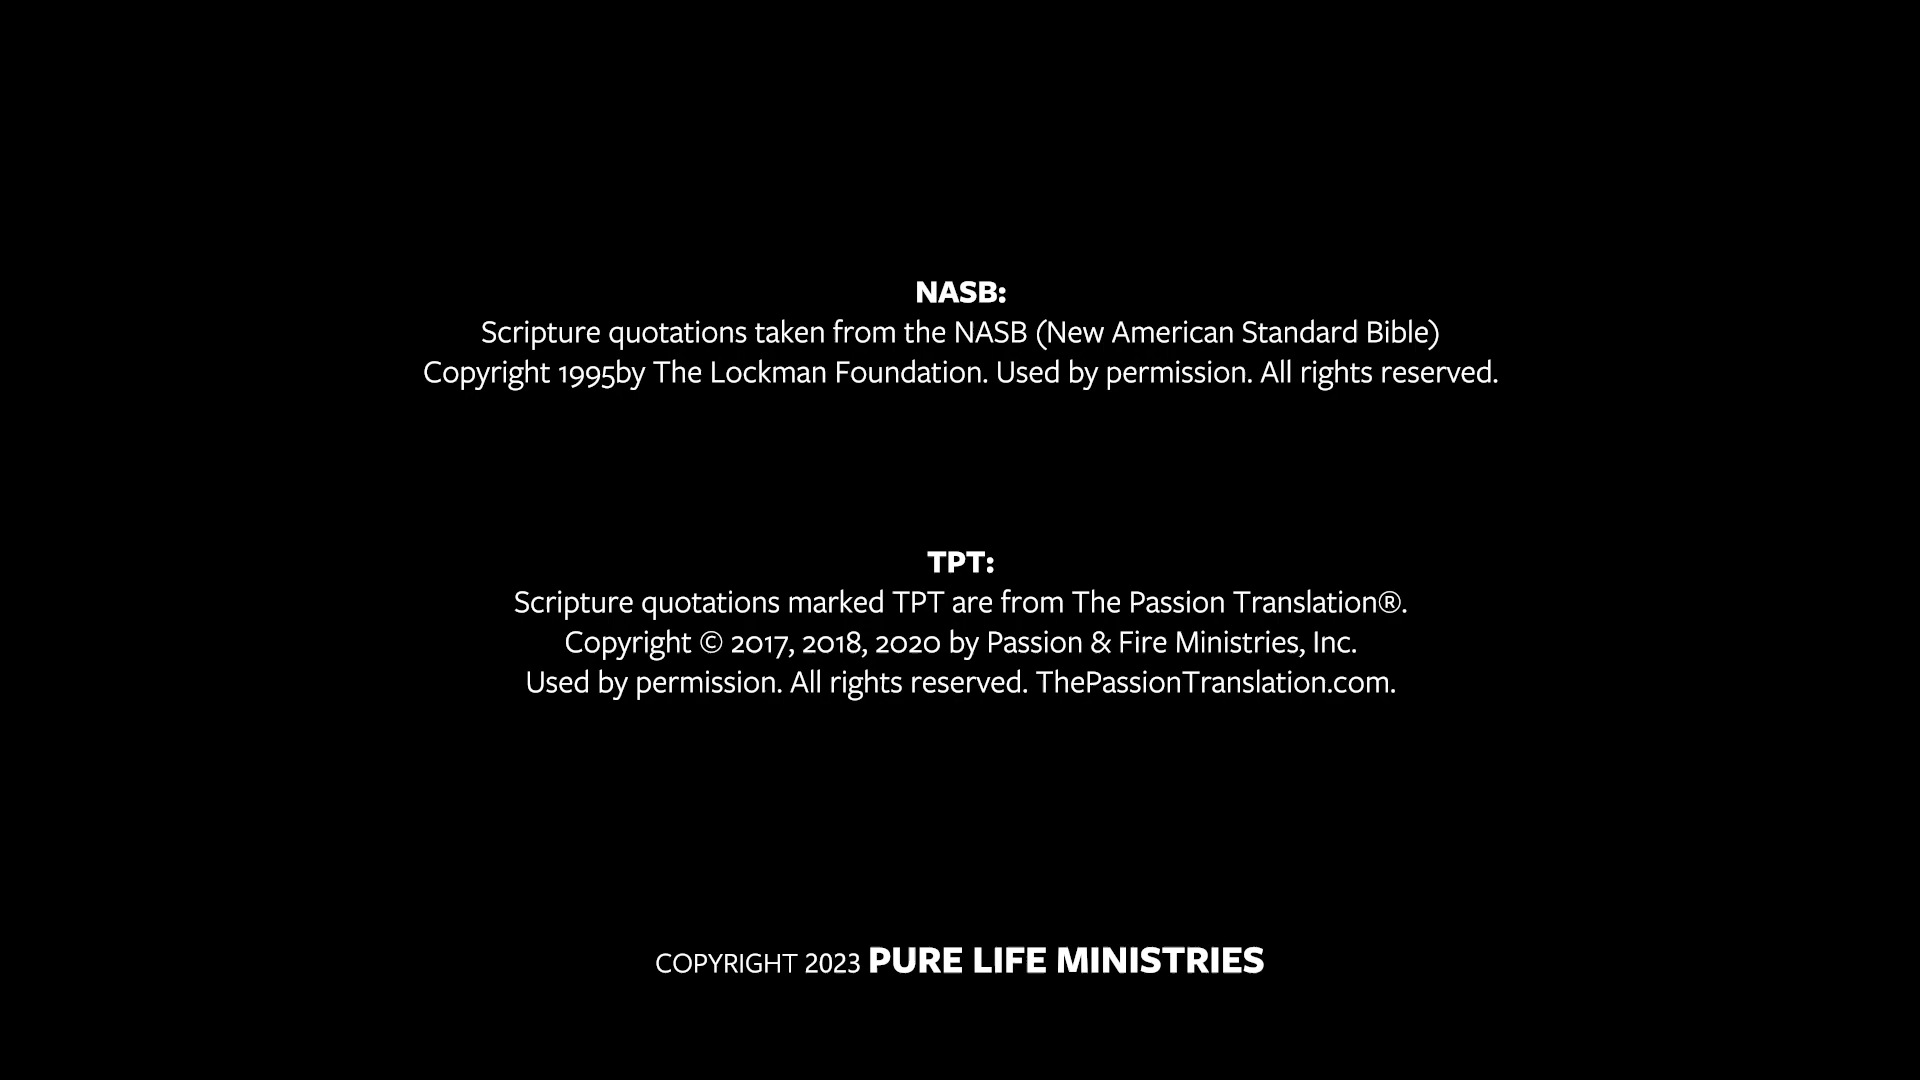 NASB:
Scripture quotations taken from the NASB (New American Standard Bible)
Copyright 1995by The Lockman Foundation. Used by permission. All rights reserved.
TPT:
Scripture quotations marked TPT are from The Passion Translation®.
Copyright © 2017, 2018, 2020 by Passion & Fire Ministries, Inc.
Used by permission. All rights reserved. ThePassionTranslation.com.
COPYRIGHT 2023 PURE LIFE MINISTRIES